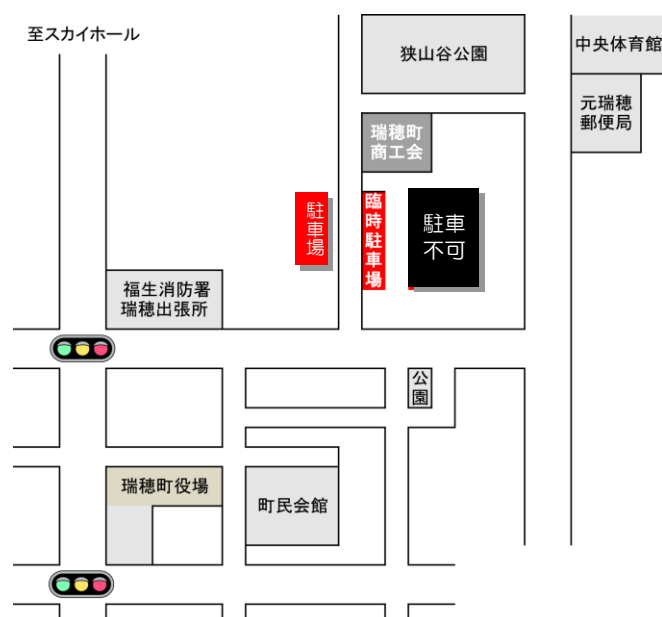 至スカイホール
狭山谷公園
中央体育館
元瑞穂
郵便局
瑞穂町
商工会
駐車場
臨時駐車場
駐車
不可
福生消防署
瑞穂出張所
公園
瑞穂町役場
町民会館